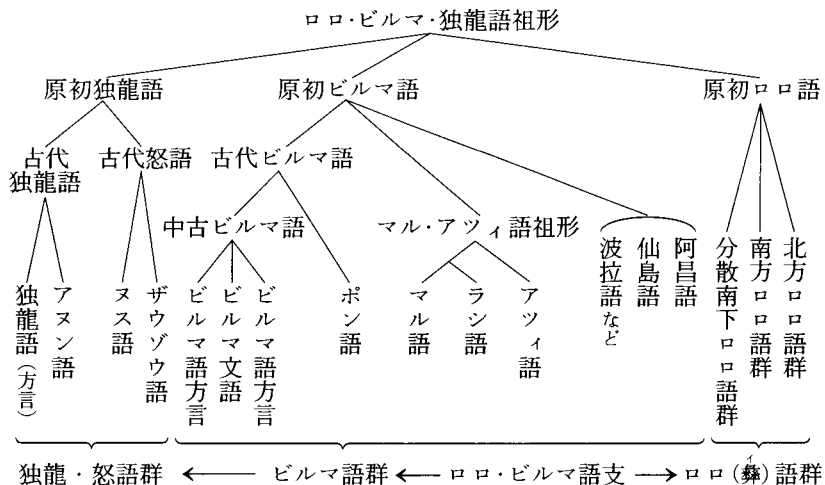 ロロ・ビルマ・独龍語祖形
原初独龍語
原初ビルマ語
原初ロロ語
古代
独龍語
古代怒語
古代ビルマ語
中古ビルマ語
マル・アツィ語祖形
独龍語(方言)
アヌン語
ヌス語
ザウゾウ語
ビルマ語方言
ビルマ文語
ビルマ語方言
ポン語
マル語
ラシ語
アツィ語
波拉語など
仙島語
阿昌語
分散南下ロロ語群
南方ロロ語群
北方ロロ語群
独龍・怒語群 ← ビルマ語群 ← ロロ・ビルマ語支 → ロロ(彝イ)語群